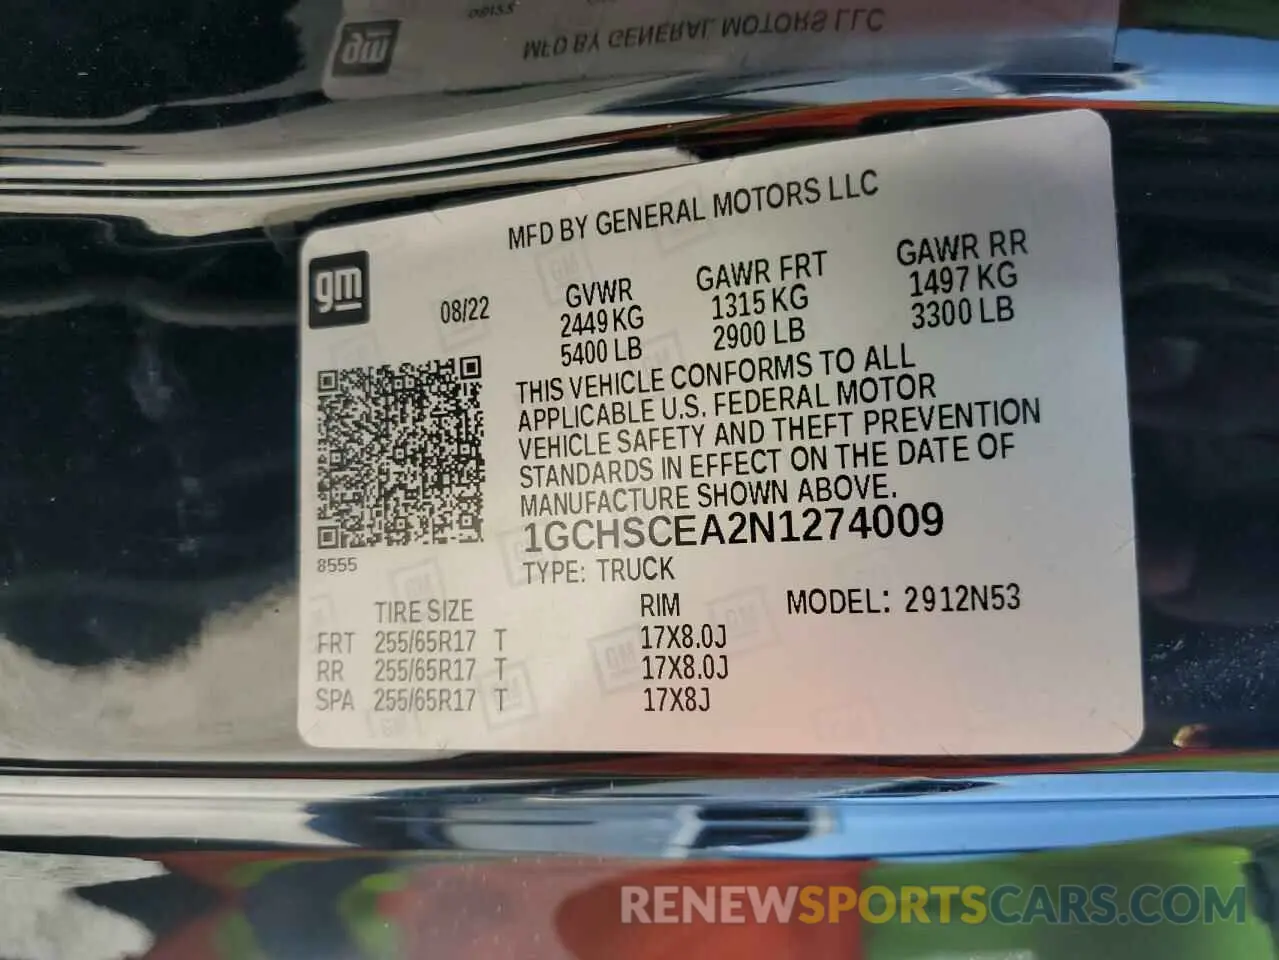 MFD BY GENERAL MOTORS LLC
gm
MFD BY GENERAL MOTORS LLC
gm
08/22
GVWR GAWR FRT GAWR RR
2449 KG 1315 KG 1497 KG
5400 LB 2900 LB 3300 LB
THIS VEHICLE CONFORMS TO ALL
APPLICABLE U.S. FEDERAL MOTOR
VEHICLE SAFETY AND THEFT PREVENTION
STANDARDS IN EFFECT ON THE DATE OF
MANUFACTURE SHOWN ABOVE.
1GCHSCEA2N1274009
8555
TYPE: TRUCK
TIRE SIZE RIM MODEL: 2912N53
FRT 255/65R17 T 17X8.0J
RR 255/65R17 T 17X8.0J
SPA 255/65R17 T 17X8J
RENEWSPORTSCARS.COM